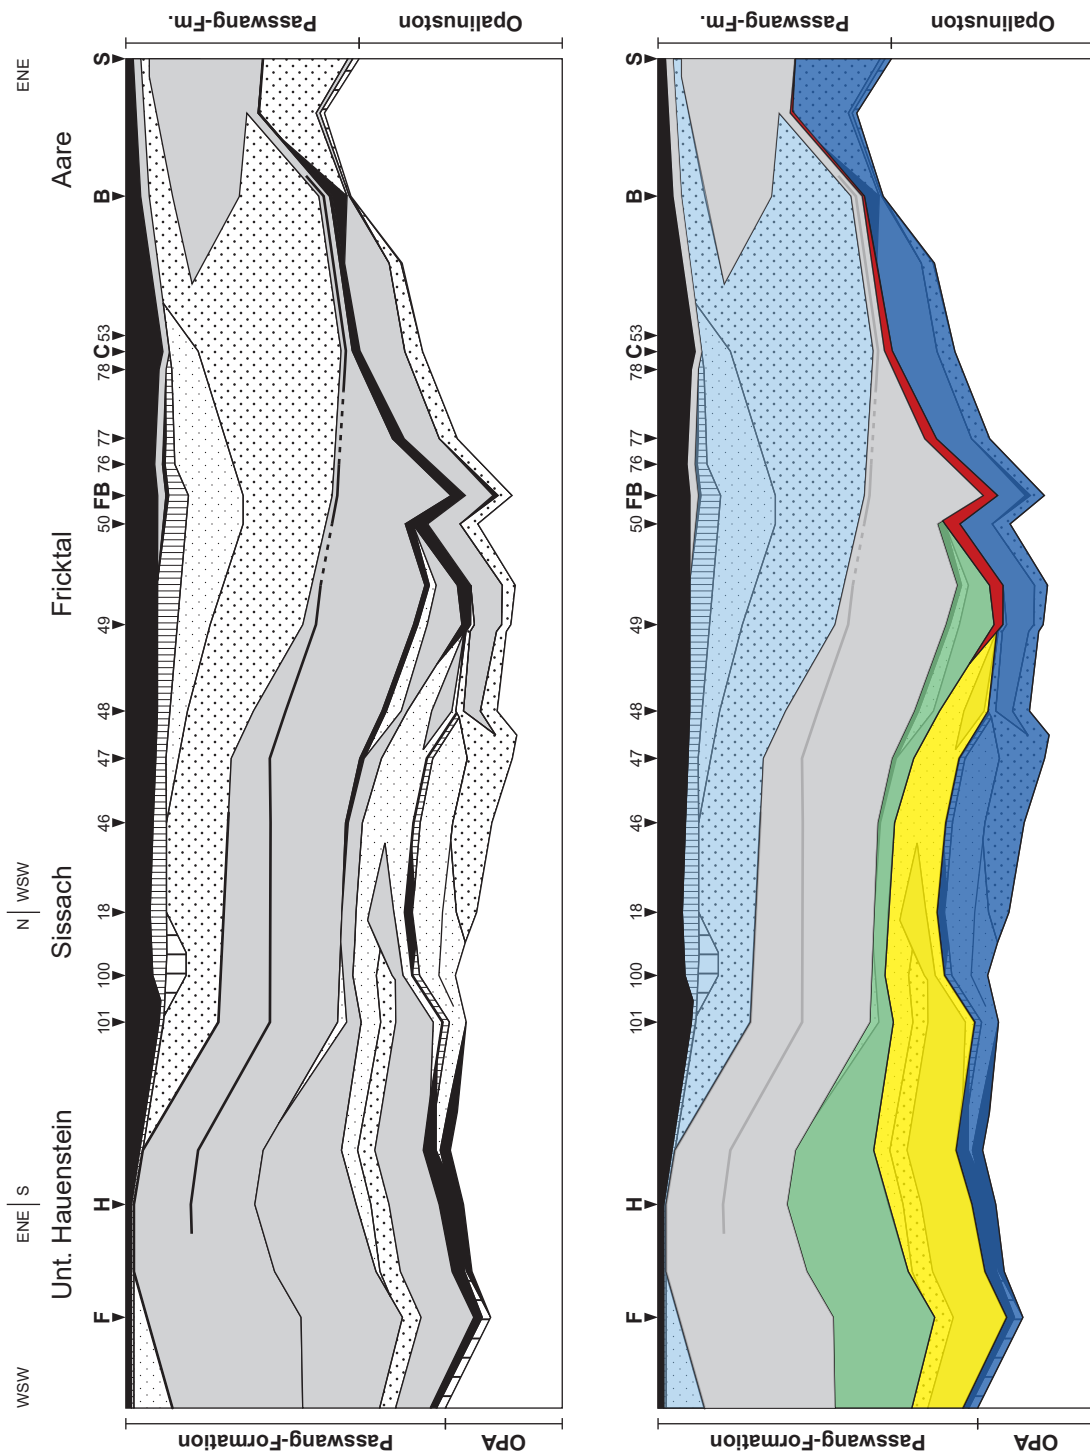 WSW
ENE | S
N | WSW
ENE
Unt. Hauenstein
Sissach
Fricktal
Aare
F
H
101
100
18
46
47
48
49
50
FB
76
77
78
C
53
B
S
Passwang-Formation
OPA
Passwang-Fm.
Opalinuston
F
H
101
100
18
46
47
48
49
50
FB
76
77
78
C
53
B
S
Passwang-Formation
OPA
Passwang-Fm.
Opalinuston